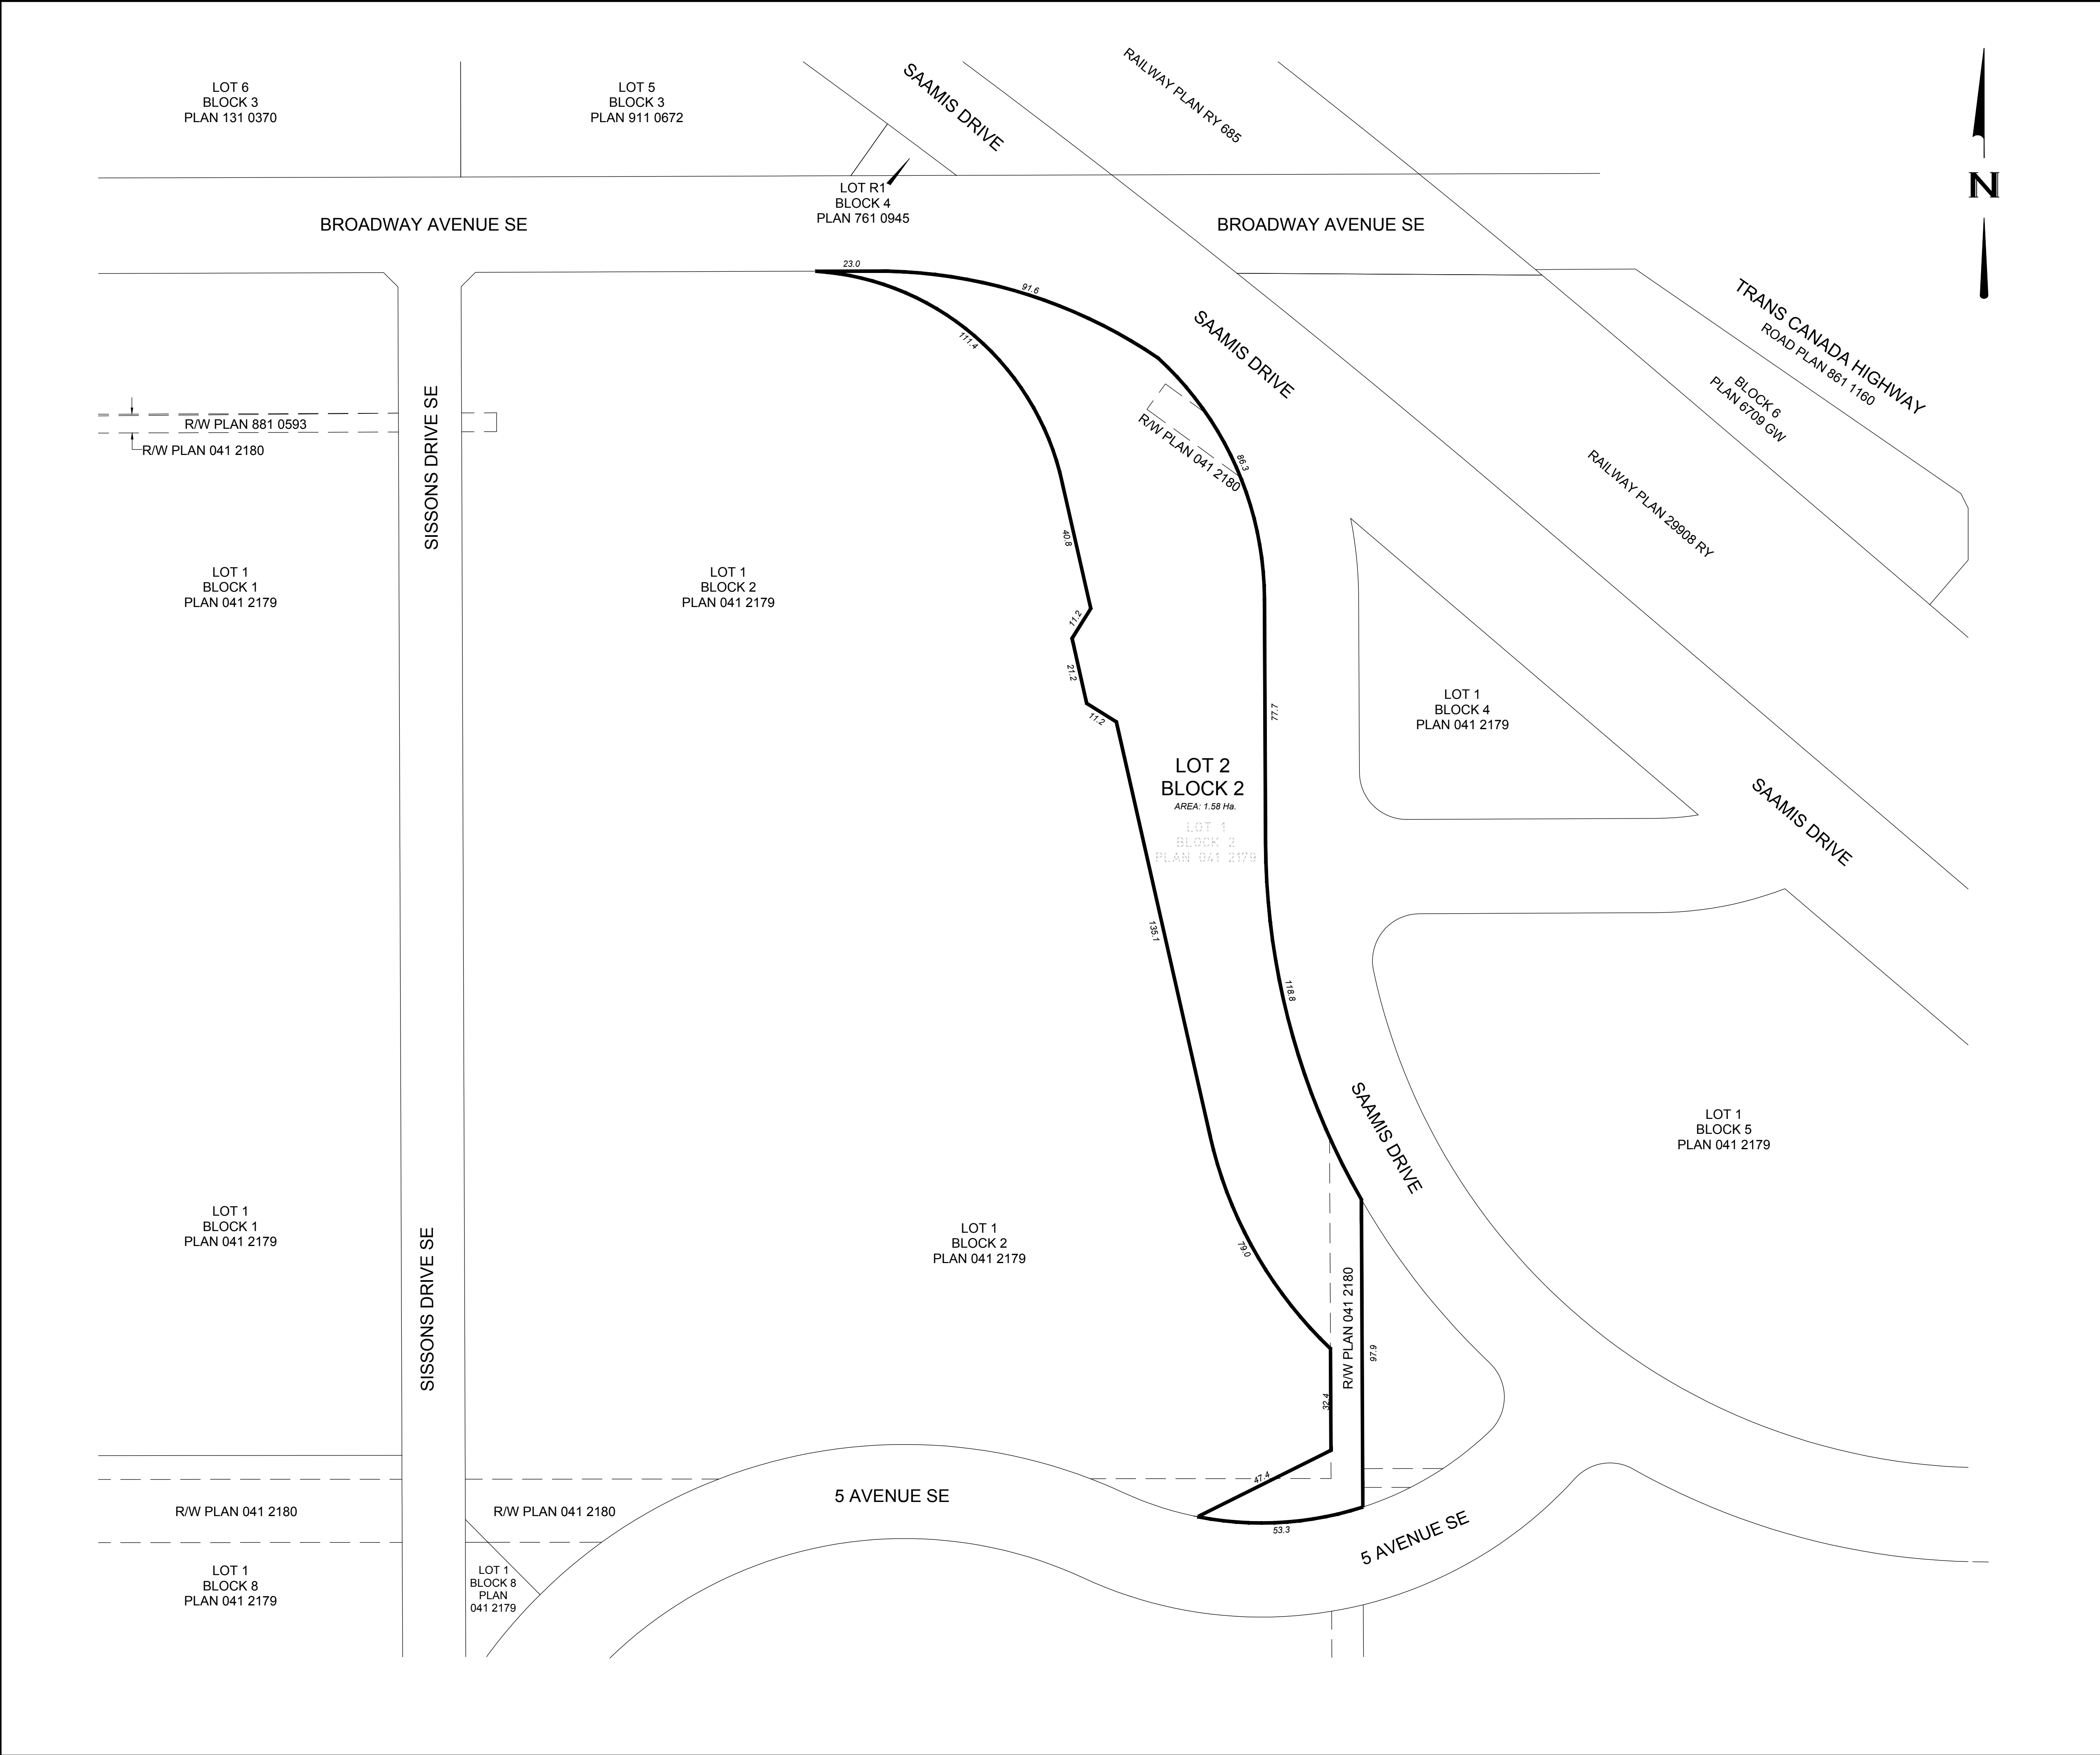 LOT 6
BLOCK 3
PLAN 131 0370
LOT 5
BLOCK 3
PLAN 911 0672
SAAMIS DRIVE
RAILWAY PLAN RY 685
LOT R1
BLOCK 4
PLAN 761 0945
N
BROADWAY AVENUE SE
BROADWAY AVENUE SE
23.0
91.6
111.4
SAAMIS DRIVE
TRANS CANADA HIGHWAY
ROAD PLAN 861 1160
BLOCK 6
PLAN 6709 GW
R/W PLAN 881 0593
R/W PLAN 041 2180
SISSONS DRIVE SE
R/W PLAN 041 2180
86.3
RAILWAY PLAN 29908 RY
40.8
LOT 1
BLOCK 1
PLAN 041 2179
LOT 1
BLOCK 2
PLAN 041 2179
11.2
21.2
11.2
77.7
LOT 1
BLOCK 4
PLAN 041 2179
LOT 2
BLOCK 2
AREA: 1.58 Ha.
LOT 1
BLOCK 2
PLAN 041 2179
SAAMIS DRIVE
135.1
118.8
SAAMIS DRIVE
LOT 1
BLOCK 5
PLAN 041 2179
LOT 1
BLOCK 1
PLAN 041 2179
SISSONS DRIVE SE
LOT 1
BLOCK 2
PLAN 041 2179
79.0
R/W PLAN 041 2180
97.9
32.4
47.4
53.3
5 AVENUE SE
5 AVENUE SE
R/W PLAN 041 2180
R/W PLAN 041 2180
LOT 1
BLOCK 8
PLAN 041 2179
LOT 1
BLOCK 8
PLAN
041 2179